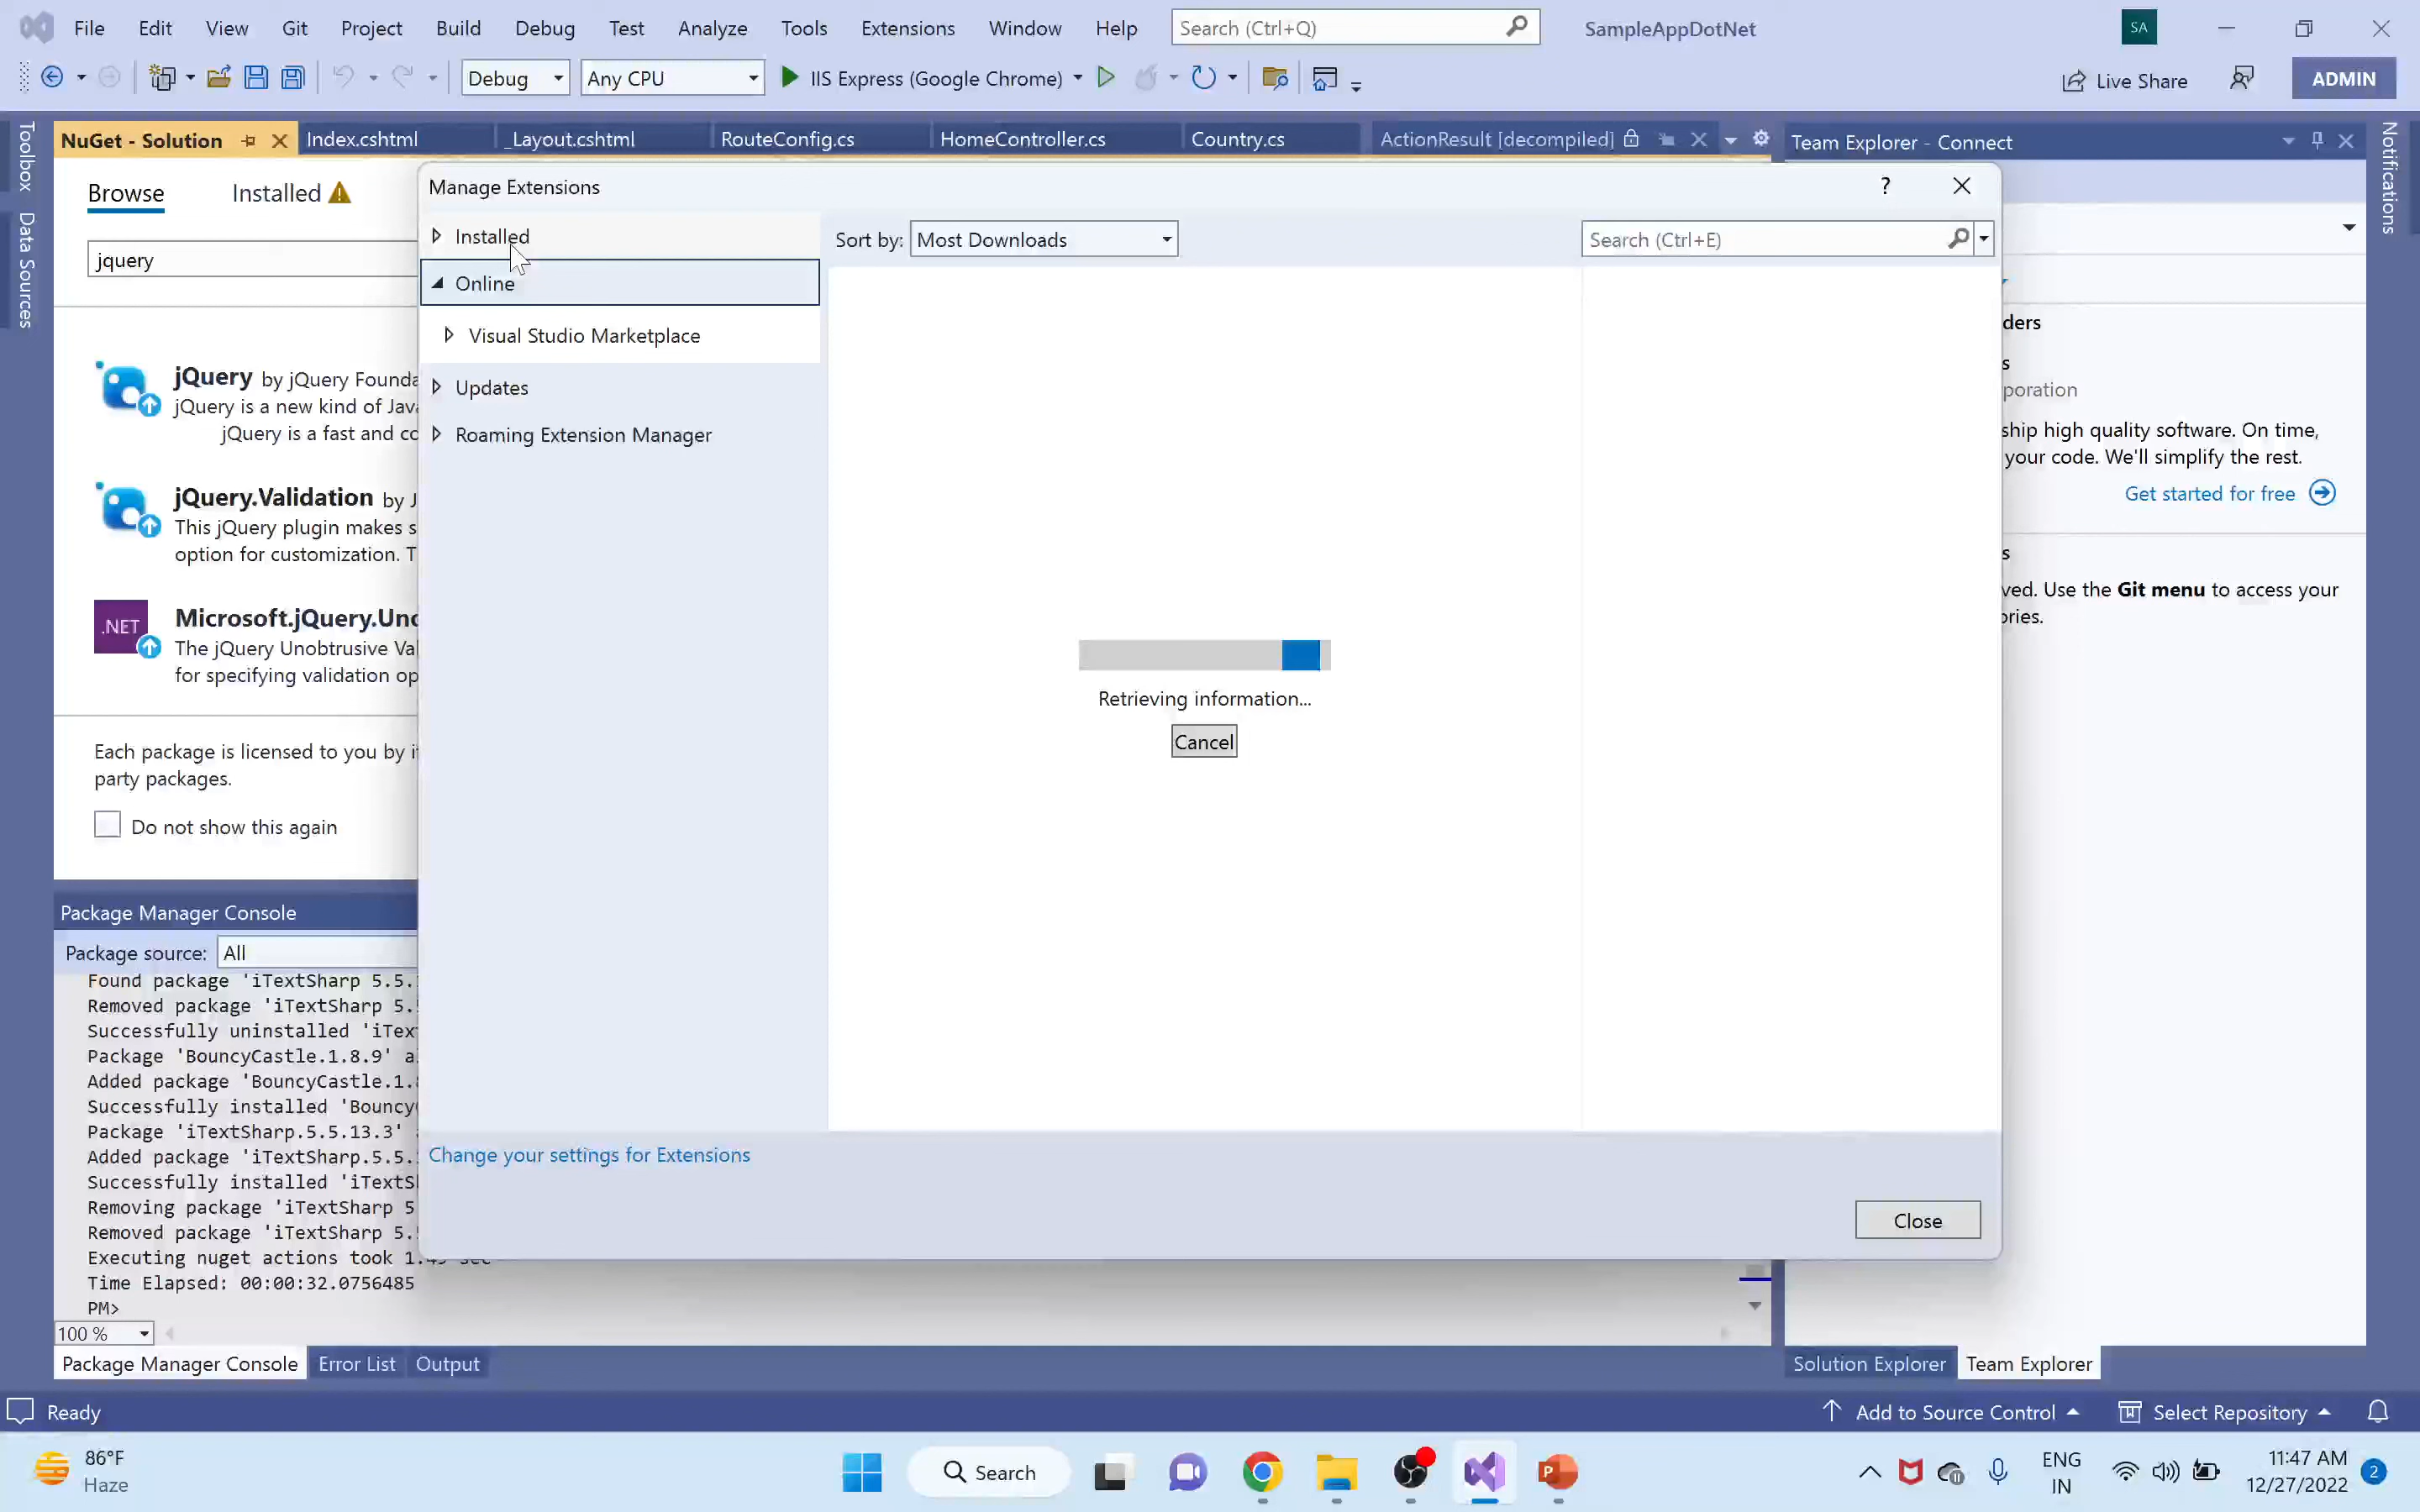 File Edit View Git Project Build Debug Test Analyze Tools Extensions Window Help Search (Ctrl+Q) SampleAppDotNet SA
Debug Any CPU IIS Express (Google Chrome) Live Share ADMIN
Toolbox
Data Sources
NuGet - Solution Index.cshtml _Layout.cshtml RouteConfig.cs HomeController.cs Country.cs ActionResult [decompiled] Team Explorer - Connect
Notifications
Browse Installed
jquery
jQuery by jQuery Founda
jQuery is a new kind of Jav
jQuery is a fast and co
jQuery.Validation by J
This jQuery plugin makes s
option for customization. T
.NET
Microsoft.jQuery.Uno
The jQuery Unobtrusive Val
for specifying validation op
Each package is licensed to you by i
party packages.
Do not show this again
Manage Extensions ?
Installed
Online
Visual Studio Marketplace
Updates
Roaming Extension Manager
Sort by: Most Downloads Search (Ctrl+E)
Retrieving information...
Cancel
Change your settings for Extensions
Close
ders
s
poration
ship high quality software. On time,
your code. We'll simplify the rest.
Get started for free
s
ved. Use the Git menu to access your
ories.
Package Manager Console
Package source: All
Found package 'iTextSharp 5.5.
Removed package 'iTextSharp 5.5
Successfully uninstalled 'iText
Package 'BouncyCastle.1.8.9' a
Added package 'BouncyCastle.1.8
Successfully installed 'Bouncy
Package 'iTextSharp.5.5.13.3'
Added package 'iTextSharp.5.5.
Successfully installed 'iTextS
Removing package 'iTextSharp 5
Removed package 'iTextSharp 5.5
Executing nuget actions took 1.49 sec
Time Elapsed: 00:00:32.0756485
PM>
100 %
Package Manager Console Error List Output Solution Explorer Team Explorer
Ready Add to Source Control Select Repository
86°F
Haze
Search
ENG
IN
11:47 AM
12/27/2022
2